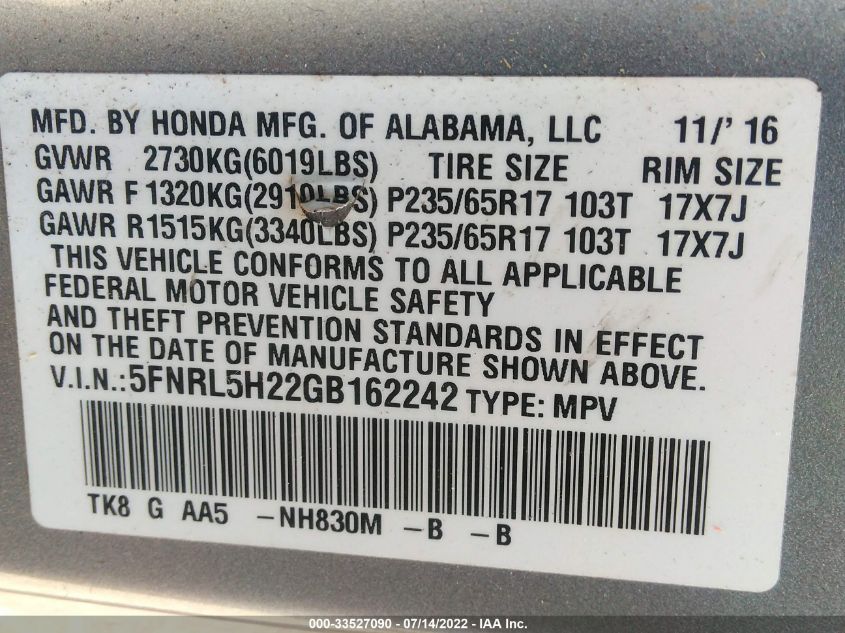 MFD. BY HONDA MFG. OF ALABAMA, LLC 11/' 16
GVWR 2730KG(6019LBS) TIRE SIZE RIM SIZE
GAWR F 1320KG(2910LBS) P235/65R17 103T 17X7J
GAWR R1515KG(3340LBS) P235/65R17 103T 17X7J
THIS VEHICLE CONFORMS TO ALL APPLICABLE
FEDERAL MOTOR VEHICLE SAFETY
AND THEFT PREVENTION STANDARDS IN EFFECT
ON THE DATE OF MANUFACTURE SHOWN ABOVE.
V.I.N.:5FNRL5H22GB162242 TYPE: MPV
TK8 G AA5 -NH830M -B -B
000-33527090 - 07/14/2022 - IAA Inc.